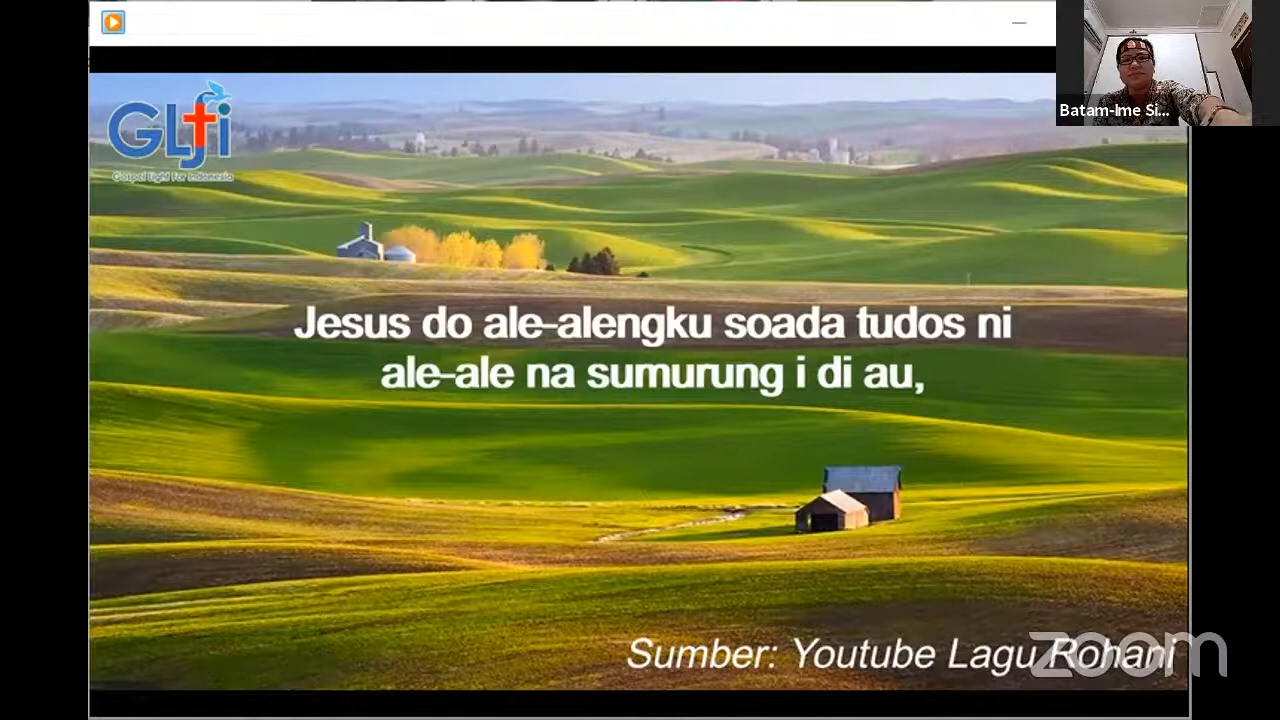 GLfi
Gospel Light for Indonesia
Batam-Ime Si...
Jesus do ale-alengku soada tudos ni
ale-ale na sumurung i di au,
Sumber: Youtube Lagu Rohani
zoom